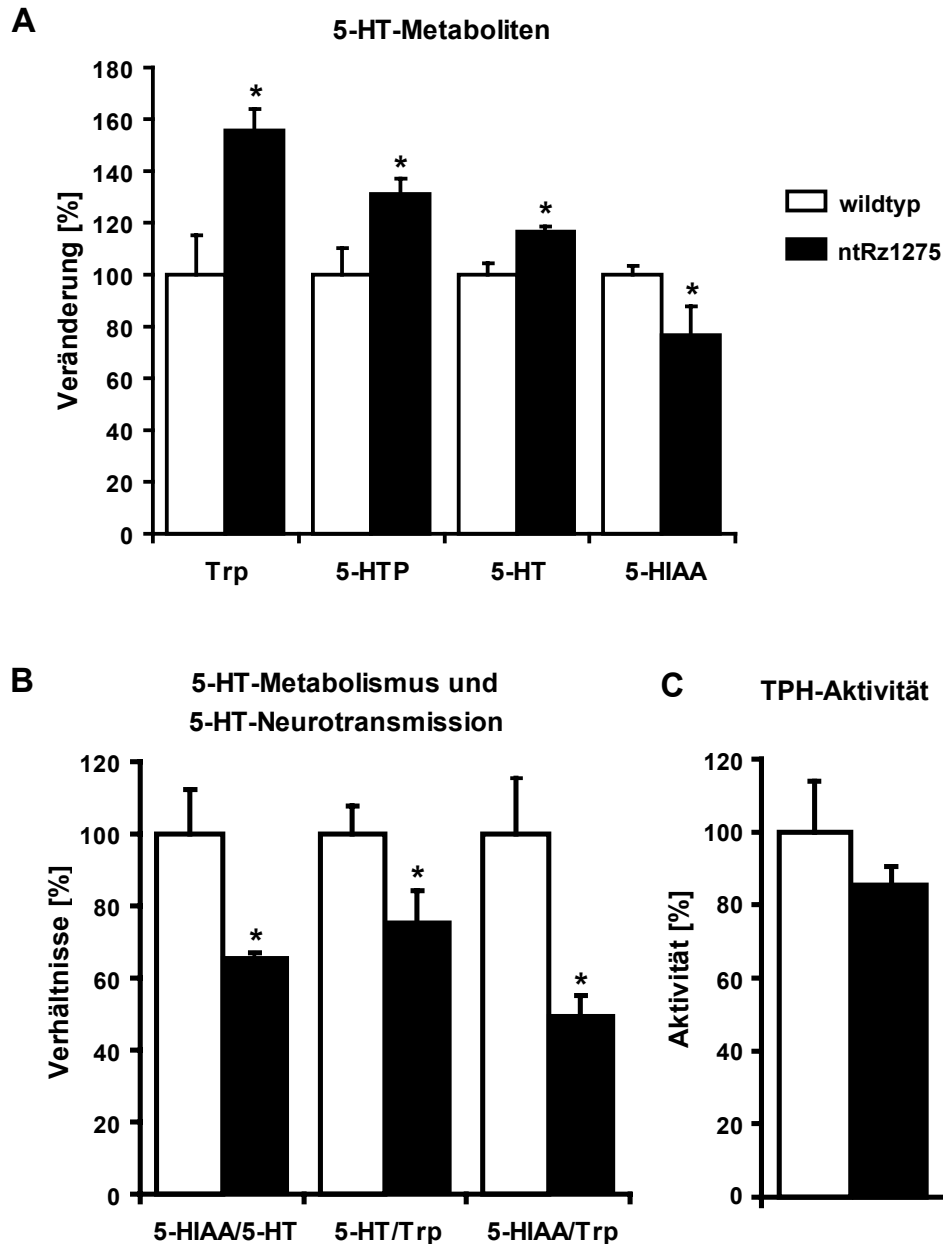 A
5-HT-Metaboliten
180
160
140
120
100
80
60
40
20
0
Veränderung [%]
*
*
*
*
Trp
5-HTP
5-HT
5-HIAA
wildtyp
ntRz1275
B
5-HT-Metabolismus und
5-HT-Neurotransmission
120
100
80
60
40
20
0
Verhältnisse [%]
*
*
*
5-HIAA/5-HT
5-HT/Trp
5-HIAA/Trp
C
TPH-Aktivität
120
100
80
60
40
20
0
Aktivität [%]